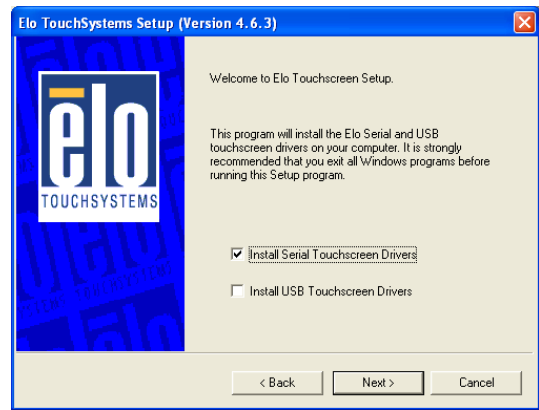 Elo TouchSystems Setup (Version 4.6.3)
elo
TOUCHSYSTEMS
Welcome to Elo Touchscreen Setup.
This program will install the Elo Serial and USB
touchscreen drivers on your computer. It is strongly
recommended that you exit all Windows programs before
running this Setup program.
Install Serial Touchscreen Drivers
Install USB Touchscreen Drivers
< Back
Next >
Cancel